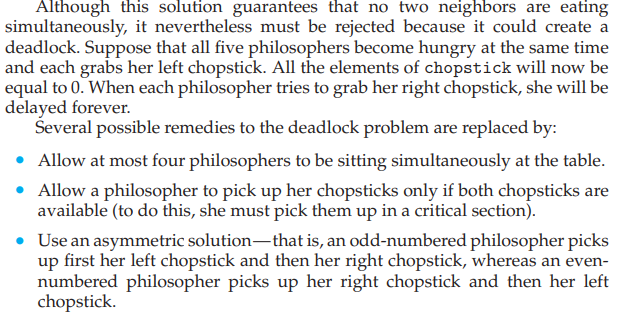 Although this solution guarantees that no two neighbors are eating
simultaneously, it nevertheless must be rejected because it could create a
deadlock. Suppose that all five philosophers become hungry at the same time
and each grabs her left chopstick. All the elements of chopstick will now be
equal to 0. When each philosopher tries to grab her right chopstick, she will be
delayed forever.
Several possible remedies to the deadlock problem are replaced by:
• Allow at most four philosophers to be sitting simultaneously at the table.
• Allow a philosopher to pick up her chopsticks only if both chopsticks are
available (to do this, she must pick them up in a critical section).
• Use an asymmetric solution—that is, an odd-numbered philosopher picks
up first her left chopstick and then her right chopstick, whereas an even-
numbered philosopher picks up her right chopstick and then her left
chopstick.